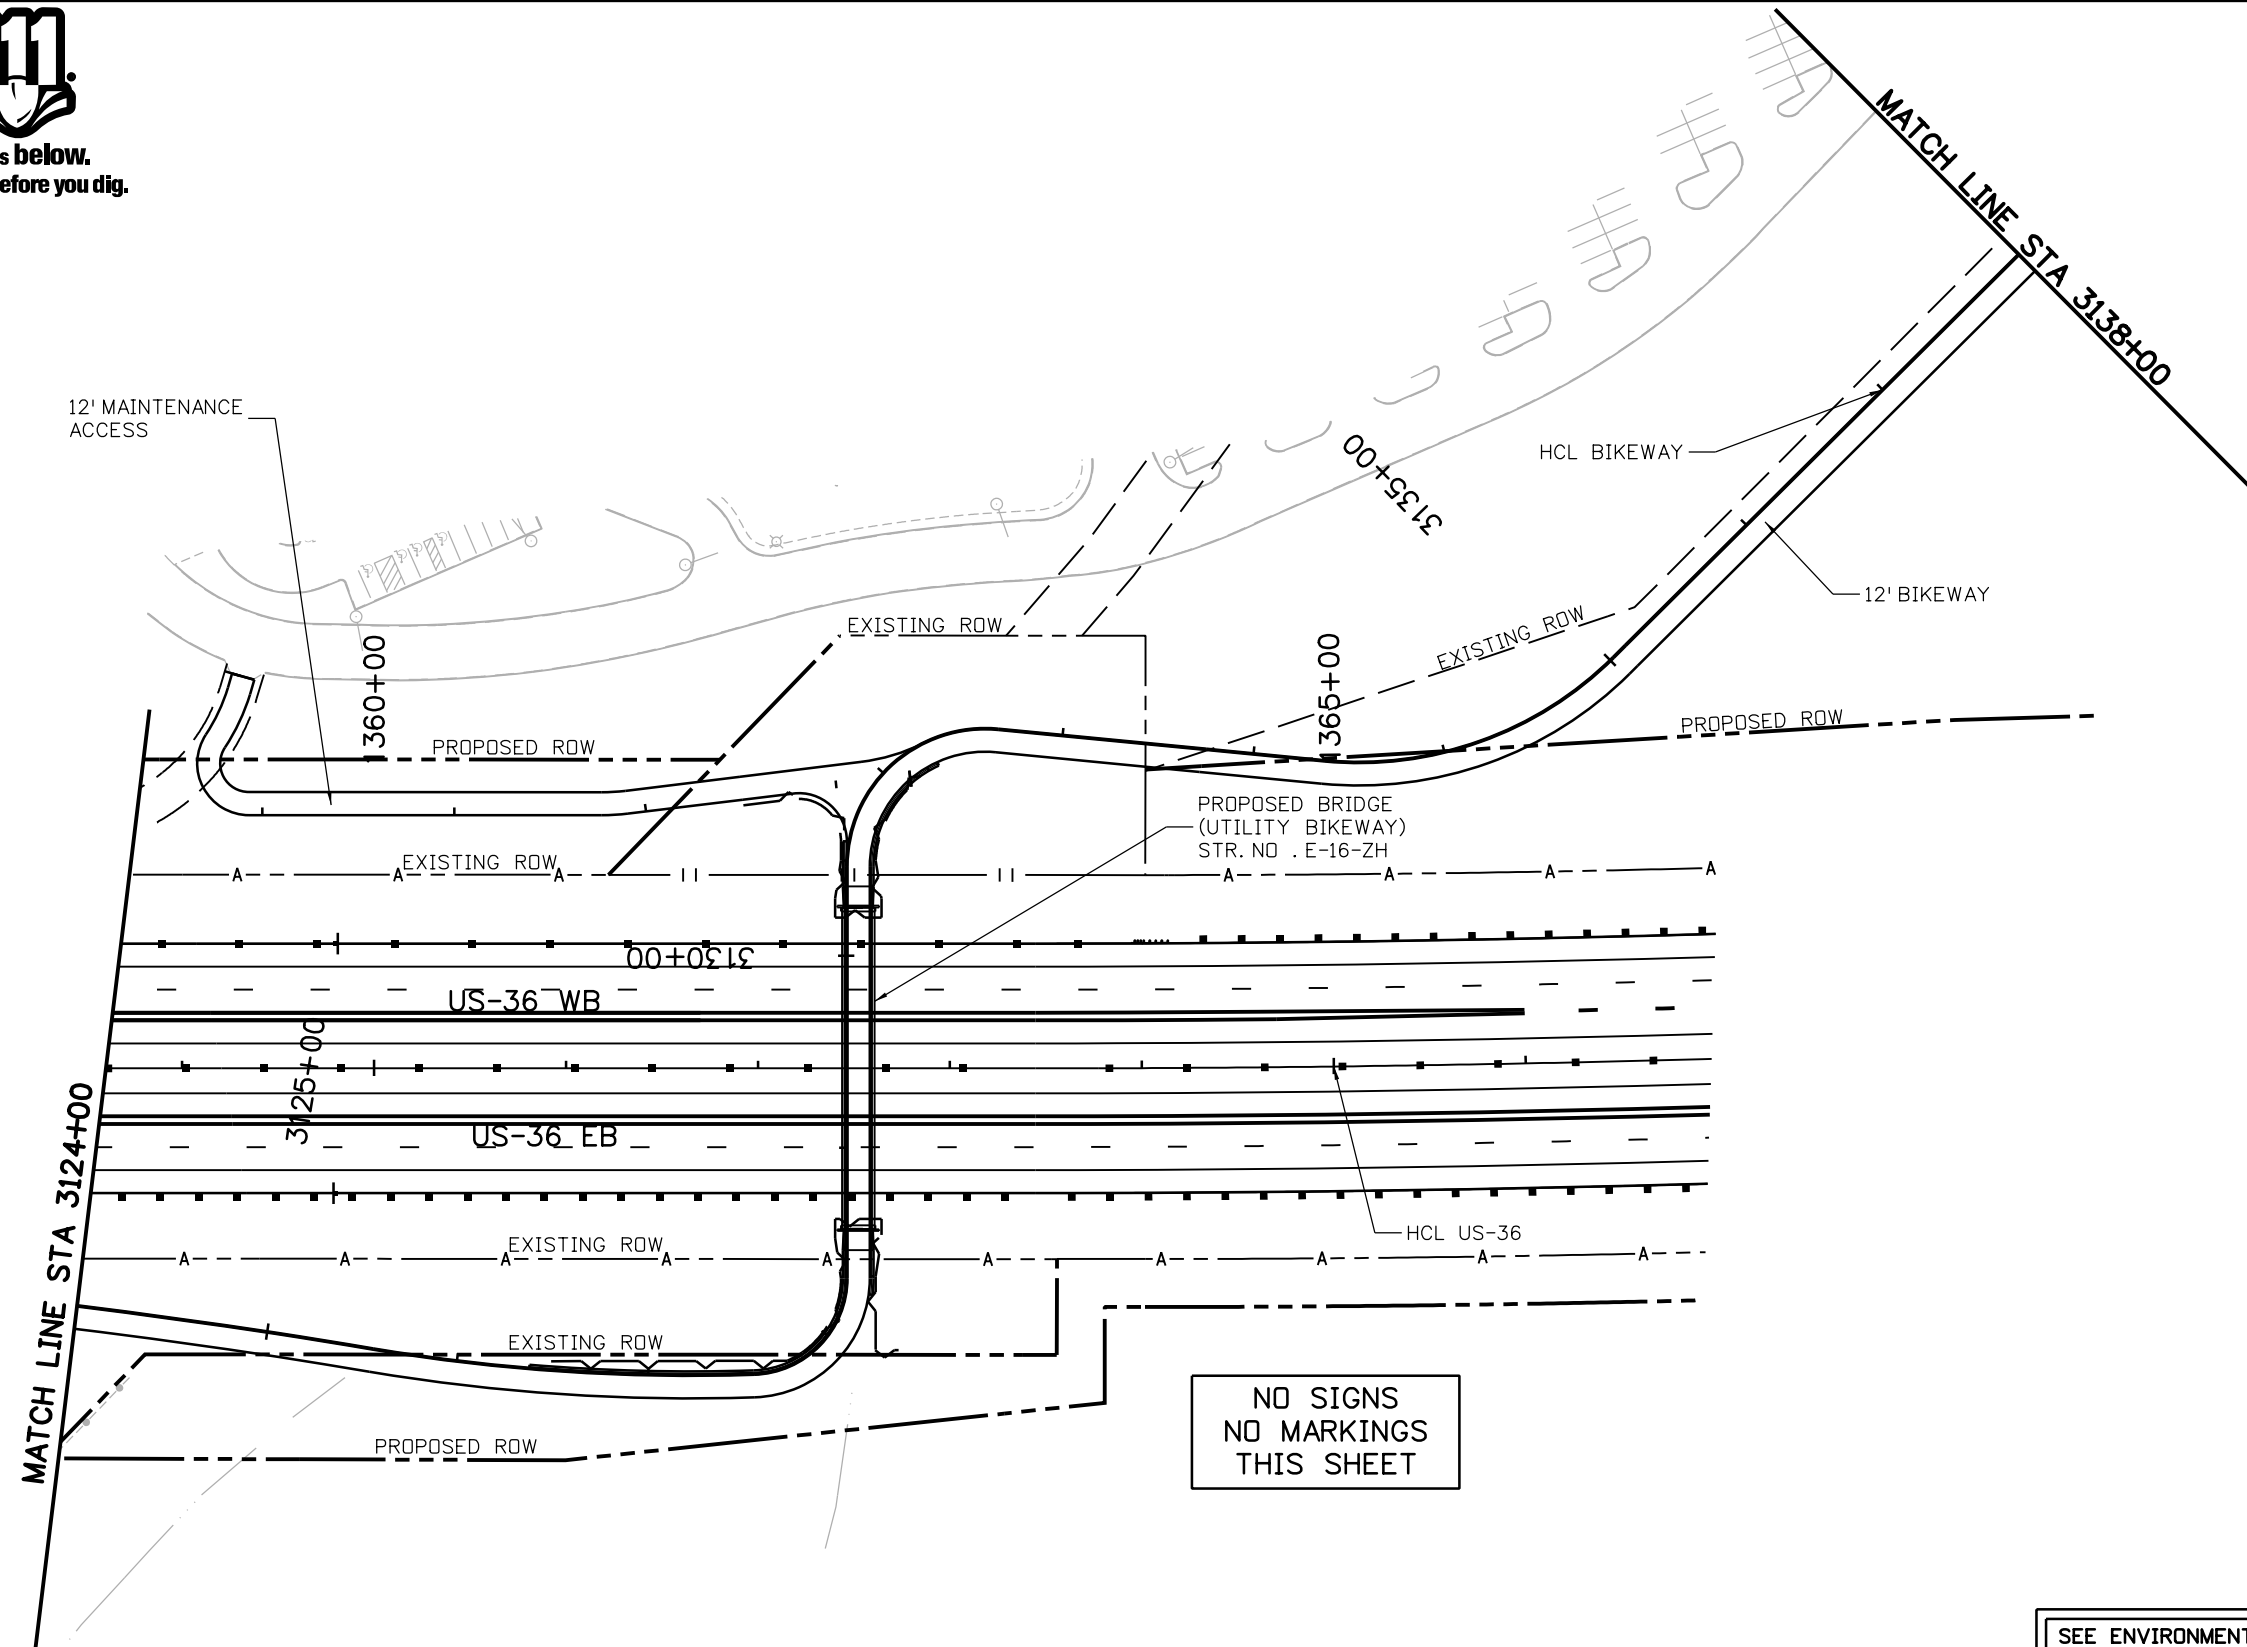 11.
s below.
efore you dig.
MATCH LINE STA 3138+00
12' MAINTENANCE
ACCESS
3135+00
HCL BIKEWAY
12' BIKEWAY
EXISTING ROW
EXISTING ROW
1360+00
1365+00
PROPOSED ROW
PROPOSED ROW
PROPOSED BRIDGE
(UTILITY BIKEWAY)
STR. NO . E-16-ZH
EXISTING ROW
A A A A A A A
3130+00
US-36 WB
3125+00
US-36 EB
MATCH LINE STA 3124+00
HCL US-36
EXISTING ROW
A A A A A A A A A A
EXISTING ROW
NO SIGNS
NO MARKINGS
THIS SHEET
PROPOSED ROW
SEE ENVIRONMENT